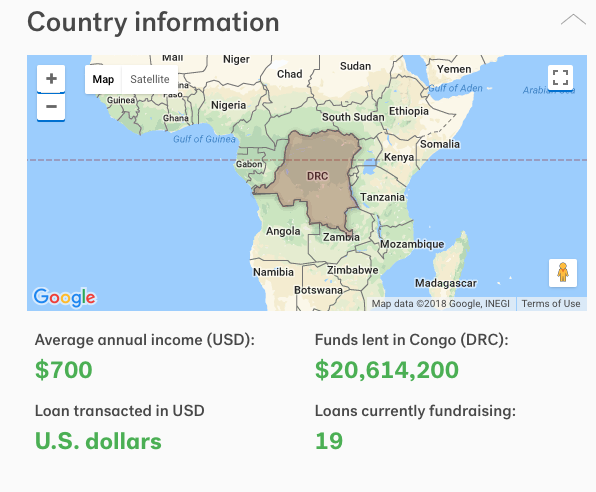 Country information
+
−
Map
Satellite
Mali
Niger
Chad
Sudan
Yemen
Gulf of Aden
Guinea
Ghana
Nigeria
South Sudan
Ethiopia
Somalia
Gulf of Guinea
Gabon
DRC
Kenya
Tanzania
Angola
Zambia
Mozambique
Namibia
Zimbabwe
Botswana
Madagascar
Google
Map data ©2018 Google, INEGI
Terms of Use
Average annual income (USD):
Funds lent in Congo (DRC):
$700
$20,614,200
Loan transacted in USD
Loans currently fundraising:
U.S. dollars
19